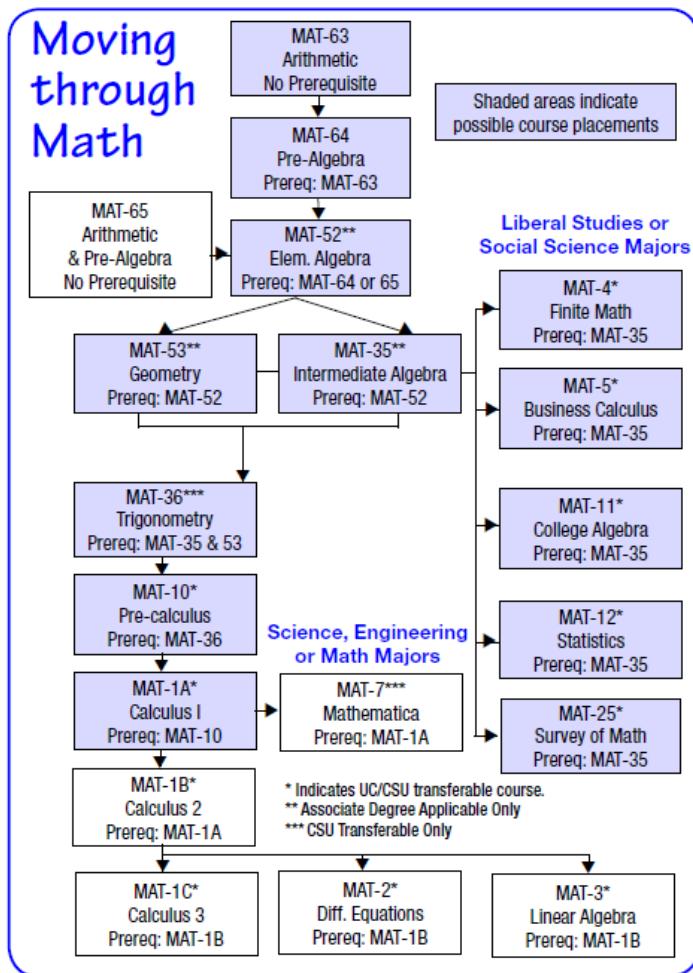 Moving
through
Math
MAT-63
Arithmetic
No Prerequisite
Shaded areas indicate
possible course placements
MAT-64
Pre-Algebra
Prereq: MAT-63
MAT-65
Arithmetic
& Pre-Algebra
No Prerequisite
MAT-52**
Elem. Algebra
Prereq: MAT-64 or 65
Liberal Studies or
Social Science Majors
MAT-4*
Finite Math
Prereq: MAT-35
MAT-53**
Geometry
Prereq: MAT-52
MAT-35**
Intermediate Algebra
Prereq: MAT-52
MAT-5*
Business Calculus
Prereq: MAT-35
MAT-36***
Trigonometry
Prereq: MAT-35 & 53
MAT-11*
College Algebra
Prereq: MAT-35
MAT-10*
Pre-calculus
Prereq: MAT-36
Science, Engineering
or Math Majors
MAT-12*
Statistics
Prereq: MAT-35
MAT-1A*
Calculus I
Prereq: MAT-10
MAT-7***
Mathematica
Prereq: MAT-1A
MAT-25*
Survey of Math
Prereq: MAT-35
MAT-1B*
Calculus 2
Prereq: MAT-1A
* Indicates UC/CSU transferable course.
** Associate Degree Applicable Only
*** CSU Transferable Only
MAT-1C*
Calculus 3
Prereq: MAT-1B
MAT-2*
Diff. Equations
Prereq: MAT-1B
MAT-3*
Linear Algebra
Prereq: MAT-1B